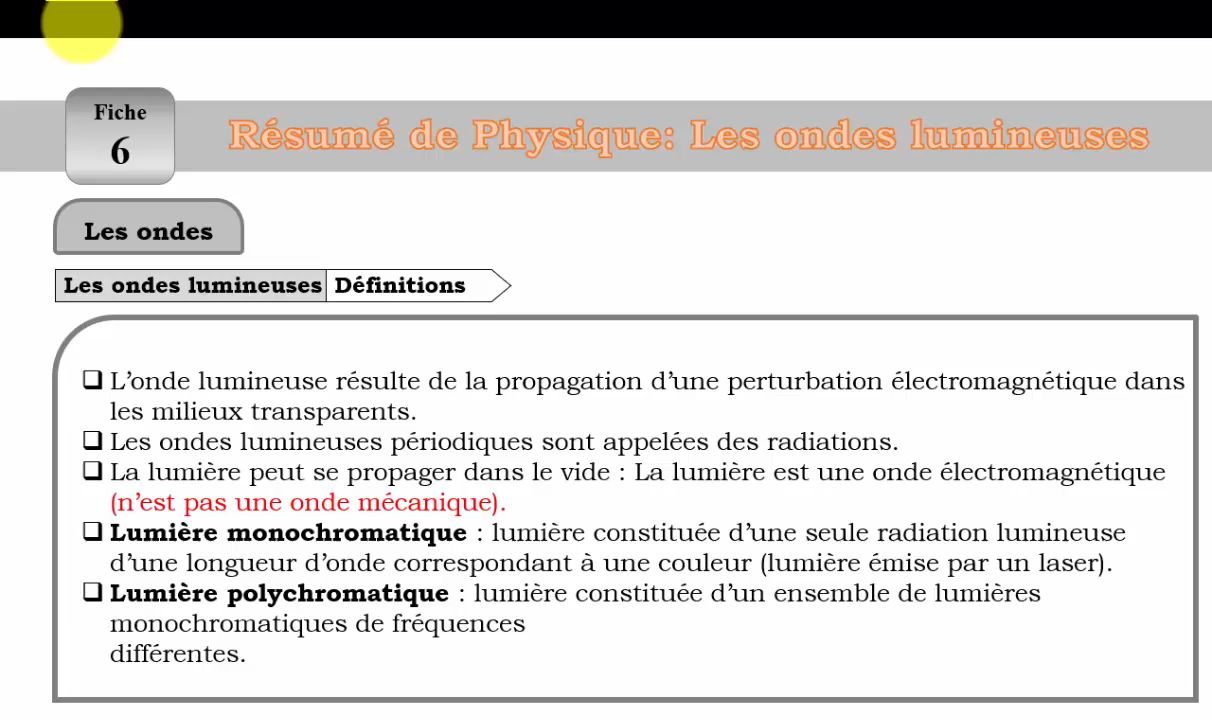 Fiche
6
Résumé de Physique: Les ondes lumineuses
Les ondes
Les ondes lumineuses Définitions
❑ L’onde lumineuse résulte de la propagation d’une perturbation électromagnétique dans
les milieux transparents.
❑ Les ondes lumineuses périodiques sont appelées des radiations.
❑ La lumière peut se propager dans le vide : La lumière est une onde électromagnétique
(n’est pas une onde mécanique).
❑ Lumière monochromatique : lumière constituée d’une seule radiation lumineuse
d’une longueur d’onde correspondant à une couleur (lumière émise par un laser).
❑ Lumière polychromatique : lumière constituée d’un ensemble de lumières
monochromatiques de fréquences
différentes.